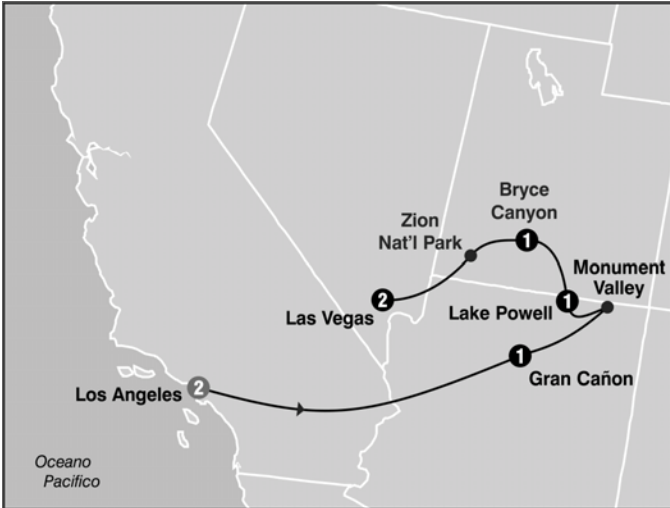 Bryce
Canyon
1
Zion
Nat'l Park
Monument
Valley
2
Las Vegas
Lake Powell
1
1
Gran Cañon
Los Angeles
2
Oceano
Pacifico